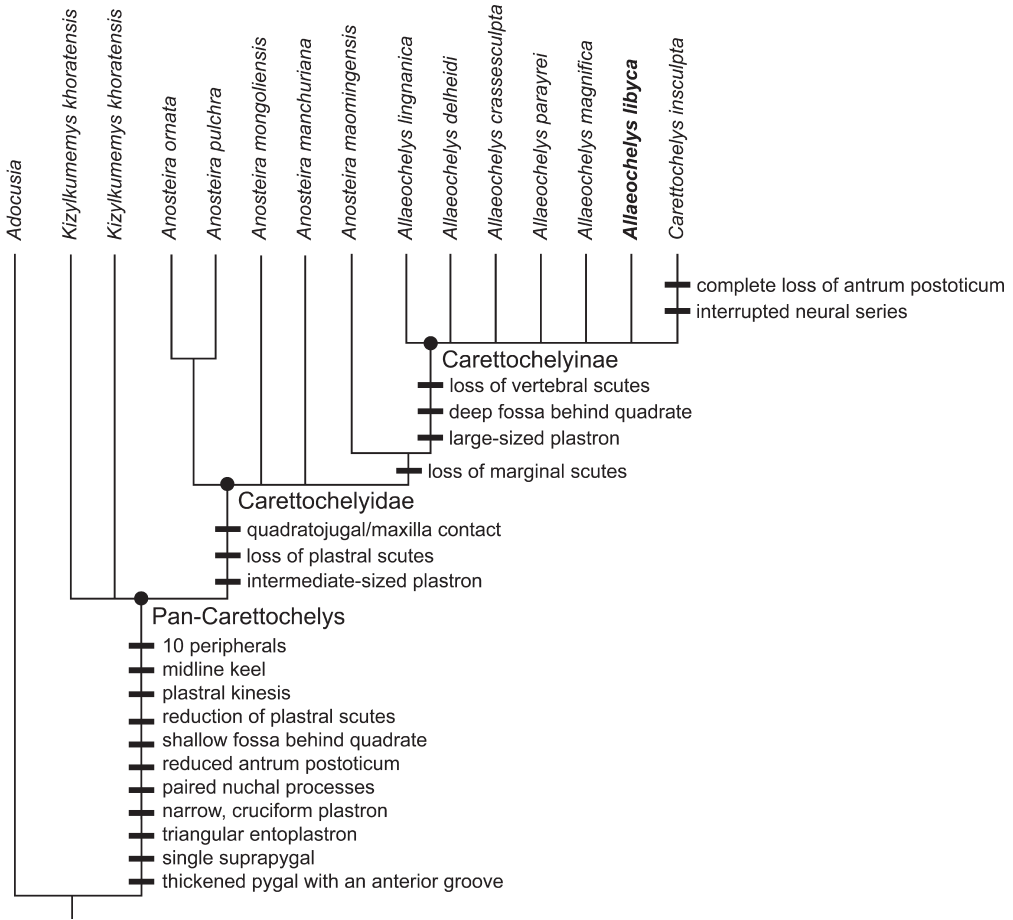 Adocusia
Kizylkumemys khoratensis
Kizylkumemys khoratensis
Anosteira ornata
Anosteira pulchra
Anosteira mongoliensis
Anosteira manchuriana
Anosteira maomingensis
Allaeochelys lingnanica
Allaeochelys delheidi
Allaeochelys crassesculpta
Allaeochelys parayrei
Allaeochelys magnifica
Allaeochelys libyca
Carettochelys insculpta
complete loss of antrum postoticum
interrupted neural series
Carettochelyinae
loss of vertebral scutes
deep fossa behind quadrate
large-sized plastron
loss of marginal scutes
Carettochelyidae
quadratojugal/maxilla contact
loss of plastral scutes
intermediate-sized plastron
Pan-Carettochelys
10 peripherals
midline keel
plastral kinesis
reduction of plastral scutes
shallow fossa behind quadrate
reduced antrum postoticum
paired nuchal processes
narrow, cruciform plastron
triangular entoplastron
single suprapygal
thickened pygal with an anterior groove